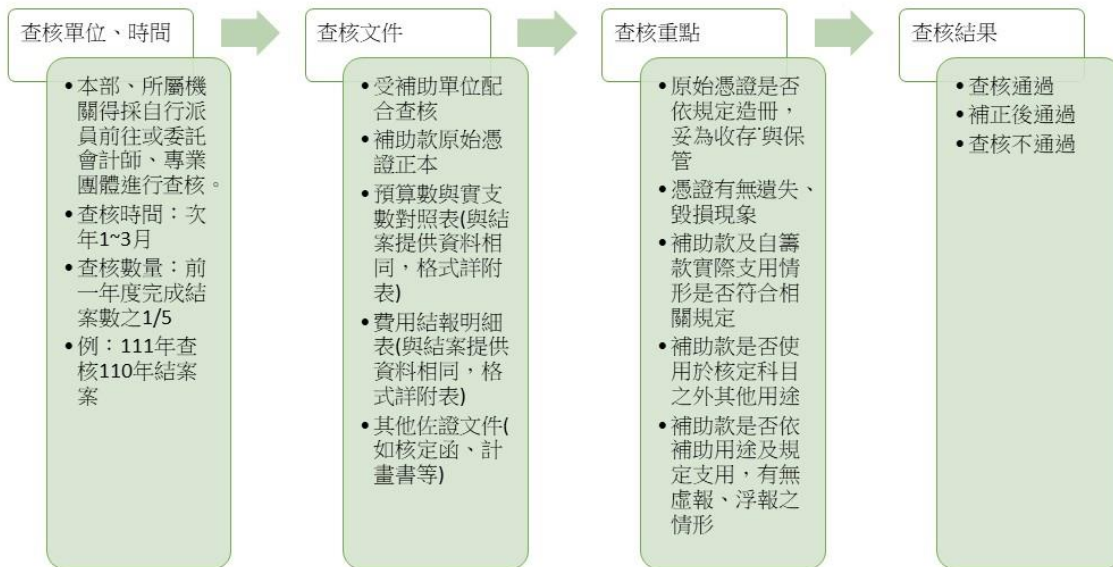 查核單位、時間
• 本部、所屬機
關得採自行派
員前往或委託
會計師、專業
團體進行查核。
• 查核時間：次
年1~3月
• 查核數量：前
一年度完成結
案數之1/5
• 例：111年查
核110年結案
案
查核文件
• 受補助單位配
合查核
• 補助款原始憑
證正本
• 預算數與實支
數對照表(與結
案提供資料相
同，格式詳附
表)
• 費用結報明細
表(與結案提供
資料相同，格
式詳附表)
• 其他佐證文件(
如核定函、計
畫書等)
查核重點
• 原始憑證是否
依規定造冊，
妥為收存˙與保
管
• 憑證有無遺失、
毀損現象
• 補助款及自籌
款實際支用情
形是否符合相
關規定
• 補助款是否使
用於核定科目
之外其他用途
• 補助款是否依
補助用途及規
定支用，有無
虛報、浮報之
情形
查核結果
• 查核通過
• 補正後通過
• 查核不通過